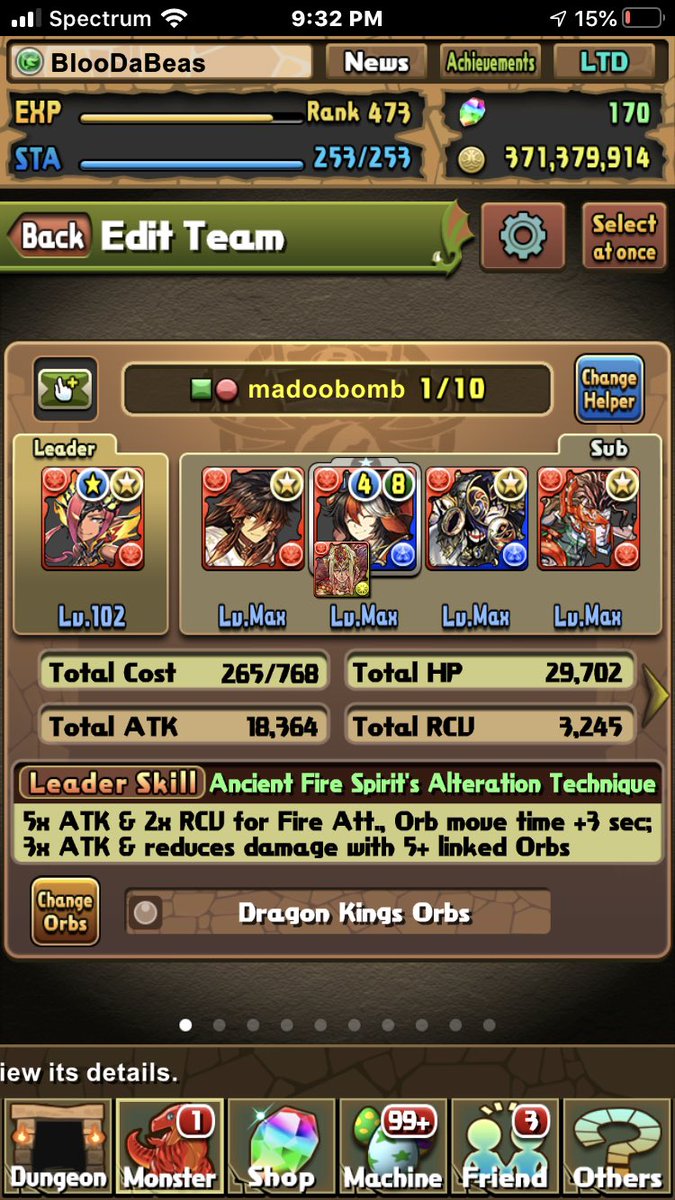 Spectrum 9:32 PM 15%
BlooDaBeas News Achievements LTD
EXP Rank 473 170
STA 253/253 371,379,914
Back Edit Team Select at once
madoobomb 1/10 Change Helper
Leader Sub
4 8
Lv.102 Lv.Max Lv.Max Lv.Max Lv.Max
Total Cost 265/768 Total HP 29,702
Total ATK 18,364 Total RCV 3,245
Leader Skill Ancient Fire Spirit's Alteration Technique
5x ATK & 2x RCV for Fire Att., Orb move time +3 sec;
3x ATK & reduces damage with 5+ linked Orbs
Change Orbs Dragon Kings Orbs
iew its details.
1 99+ 3
Dungeon Monster Shop Machine Friend Others